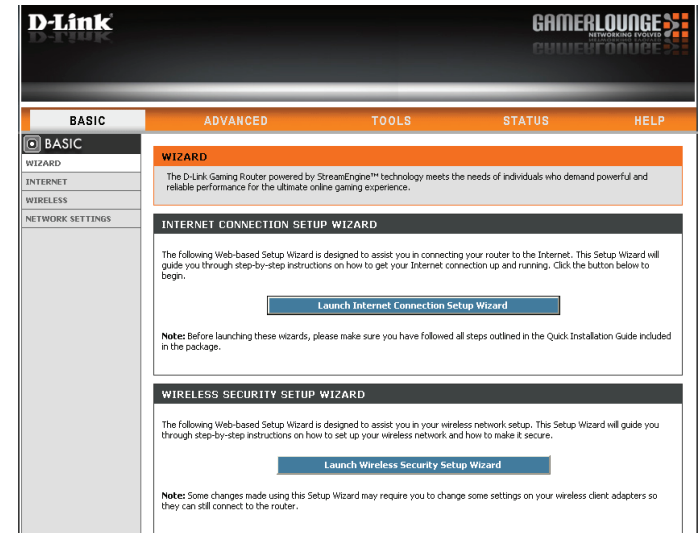 D-Link
GAMERLOUNGE
NETWORKING EVOLVED
BASIC ADVANCED TOOLS STATUS HELP
BASIC
WIZARD
INTERNET
WIRELESS
NETWORK SETTINGS
WIZARD
The D-Link Gaming Router powered by StreamEngine™ technology meets the needs of individuals who demand powerful and
reliable performance for the ultimate online gaming experience.
INTERNET CONNECTION SETUP WIZARD
The following Web-based Setup Wizard is designed to assist you in connecting your router to the Internet. This Setup Wizard will
guide you through step-by-step instructions on how to get your Internet connection up and running. Click the button below to
begin.
Launch Internet Connection Setup Wizard
Note: Before launching these wizards, please make sure you have followed all steps outlined in the Quick Installation Guide included
in the package.
WIRELESS SECURITY SETUP WIZARD
The following Web-based Setup Wizard is designed to assist you in your wireless network setup. This Setup Wizard will guide you
through step-by-step instructions on how to set up your wireless network and how to make it secure.
Launch Wireless Security Setup Wizard
Note: Some changes made using this Setup Wizard may require you to change some settings on your wireless client adapters so
they can still connect to the router.